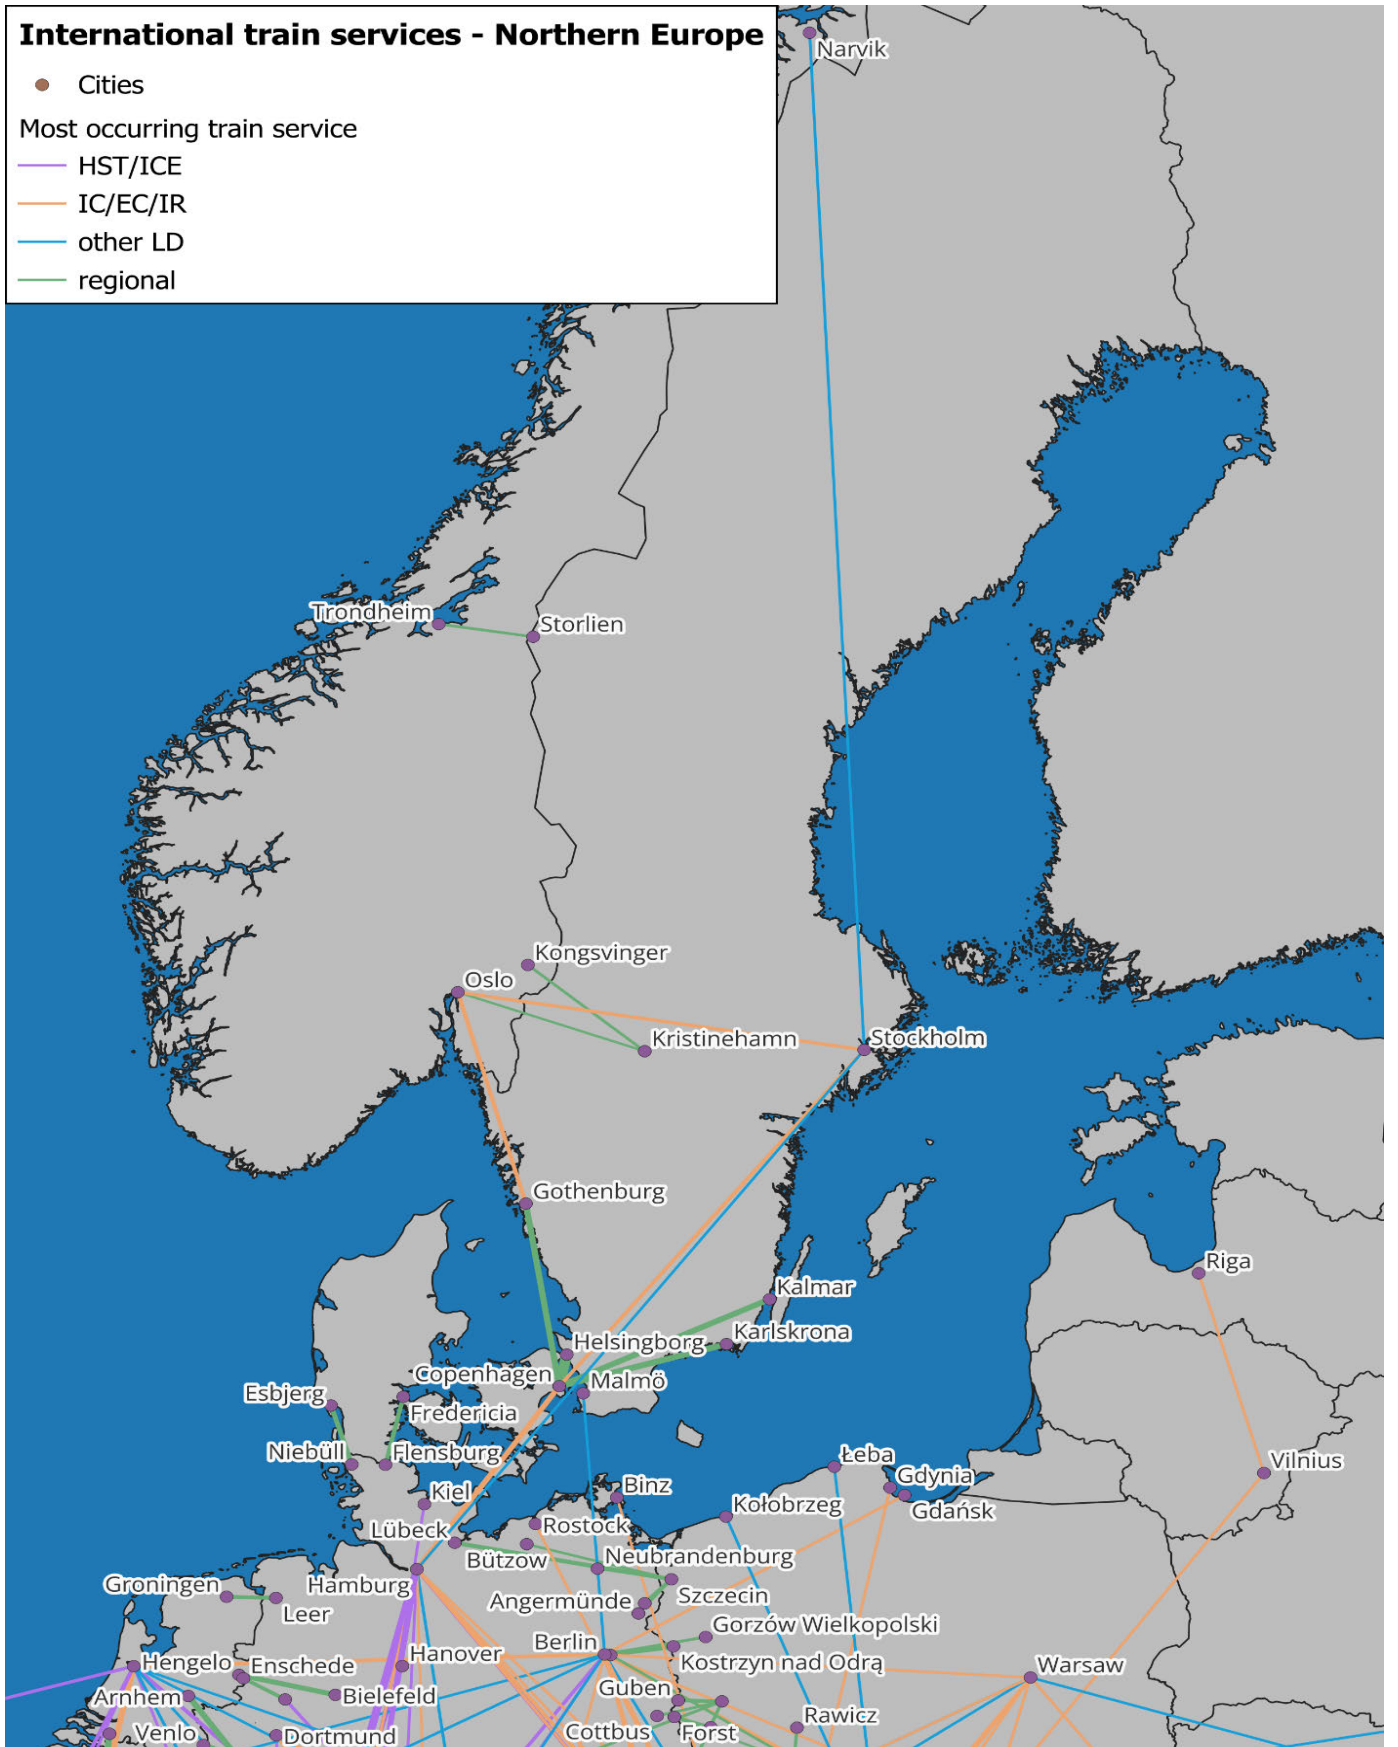 International train services - Northern Europe
Cities
Most occurring train service
HST/ICE
IC/EC/IR
other LD
regional
Narvik
Trondheim
Storlien
Kongsvinger
Oslo
Kristinehamn
Stockholm
Gothenburg
Riga
Kalmar
Karlskrona
Helsingborg
Copenhagen
Malmö
Esbjerg
Fredericia
Niebüll
Flensburg
Łeba
Vilnius
Gdynia
Binz
Kiel
Kołobrzeg
Gdańsk
Rostock
Lübeck
Bützow
Neubrandenburg
Groningen
Hamburg
Szczecin
Angermünde
Leer
Gorzów Wielkopolski
Berlin
Hanover
Kostrzyn nad Odrą
Hengelo
Enschede
Warsaw
Guben
Arnhem
Bielefeld
Rawicz
Venlo
Dortmund
Cottbus
Forst